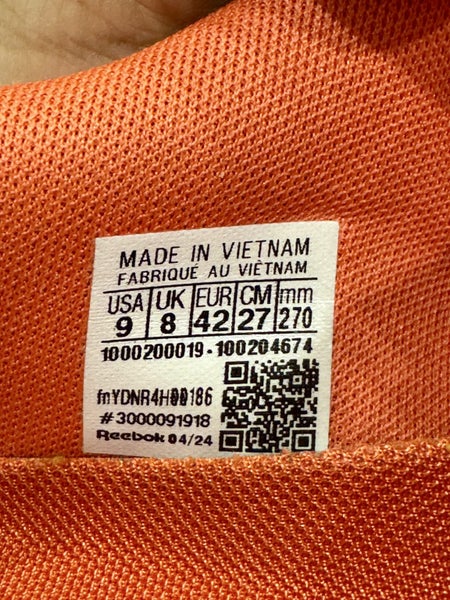 MADE IN VIETNAM
FABRIQUÉ AU VIÊTNAM
USA UK EUR CM mm
9 8 42 27 270
1000200019-100204674
fnYDNR4H00186
#3000091918
Reebok 04/24